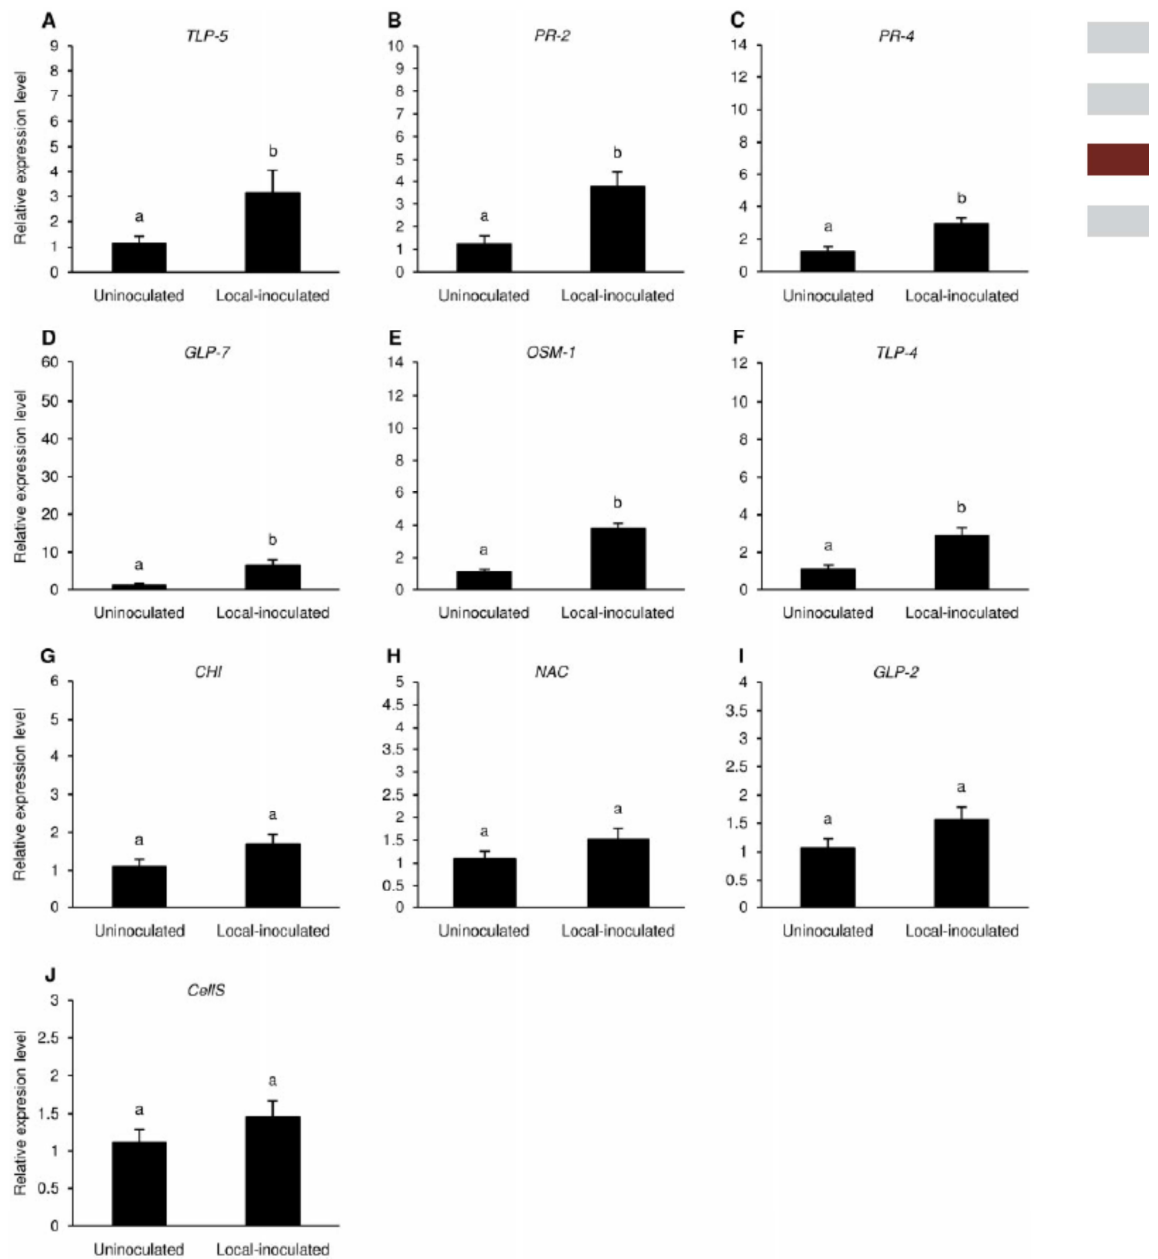 A B C
TLP-5 PR-2 PR-4
Relative expression level
9 8 7 6 5 4 3 2 1 0
a b
Uninoculated Local-inoculated
10 9 8 7 6 5 4 3 2 1 0
a b
Uninoculated Local-inoculated
14 12 10 8 6 4 2 0
a b
Uninoculated Local-inoculated
D E F
GLP-7 OSM-1 TLP-4
Relative expression level
60 50 40 30 20 10 0
a b
Uninoculated Local-inoculated
14 12 10 8 6 4 2 0
a b
Uninoculated Local-inoculated
12 10 8 6 4 2 0
a b
Uninoculated Local-inoculated
G H I
CHI NAC GLP-2
Relative expression level
6 5 4 3 2 1 0
a a
Uninoculated Local-inoculated
5 4.5 4 3.5 3 2.5 2 1.5 1 0.5 0
a a
Uninoculated Local-inoculated
4 3.5 3 2.5 2 1.5 1 0.5 0
a a
Uninoculated Local-inoculated
J
CellS
Relative expresion level
3 2.5 2 1.5 1 0.5 0
a a
Uninoculated Local-inoculated